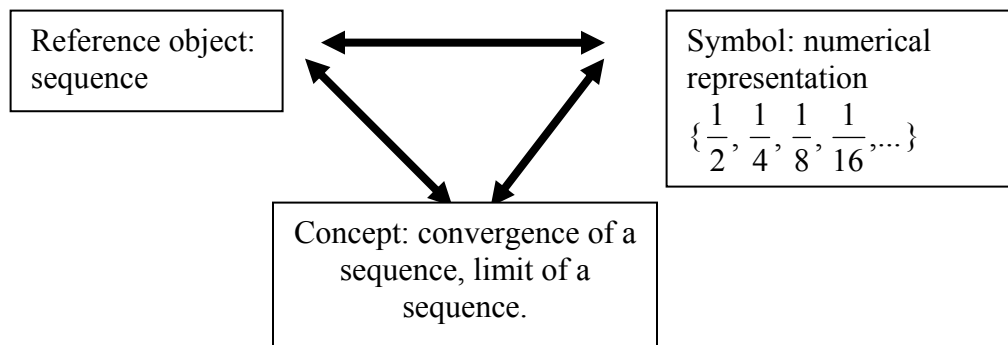 Reference object:
sequence
Symbol: numerical
representation
{1/2, 1/4, 1/8, 1/16,...}
Concept: convergence of a
sequence, limit of a
sequence.